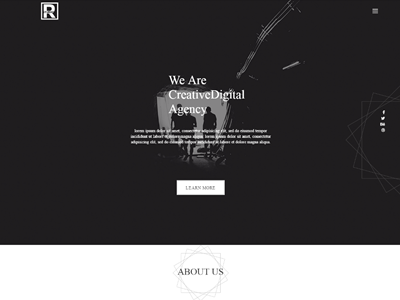 R
We Are
CreativeDigital
Agency
lorem ipsum dolor sit amet, consectetur adipisicing elit, sed do eiusmod tempor
incididunt ut labore et dolore magna aliqua. lorem ipsum dolor sit amet, consectetur
adipisicing elit, sed do eiusmod tempor incididunt ut labore et dolore magna aliqua.
LEARN MORE
ABOUT US